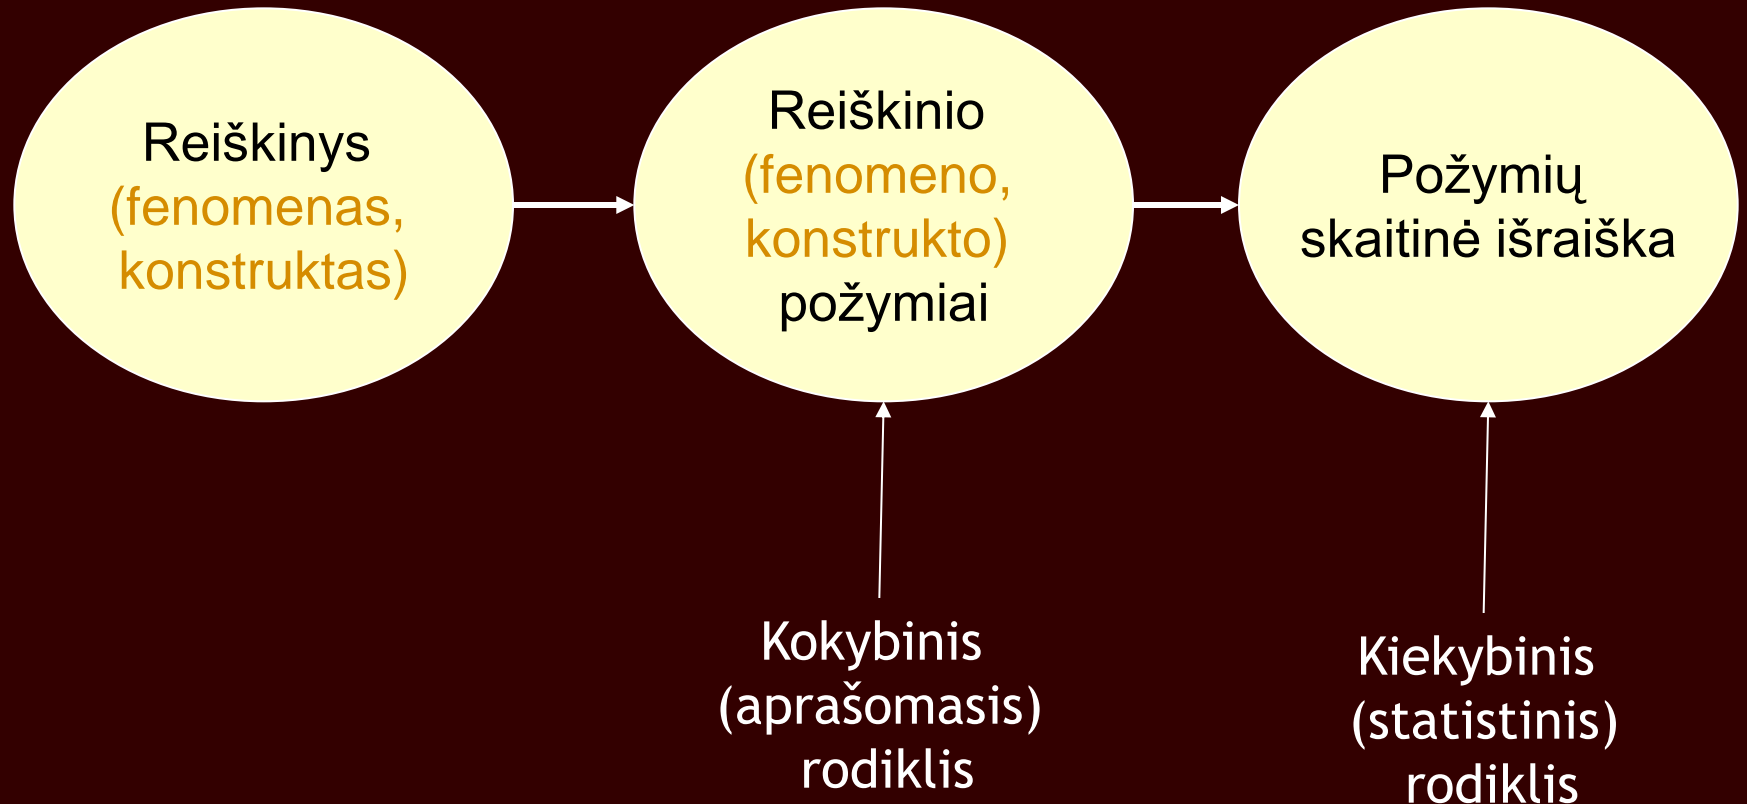 Reiškinys
(fenomenas,
konstruktas)
Reiškinio
(fenomeno,
konstrukto)
požymiai
Požymių
skaitinė išraiška
Kokybinis
(aprašomasis)
rodiklis
Kiekybinis
(statistinis)
rodiklis